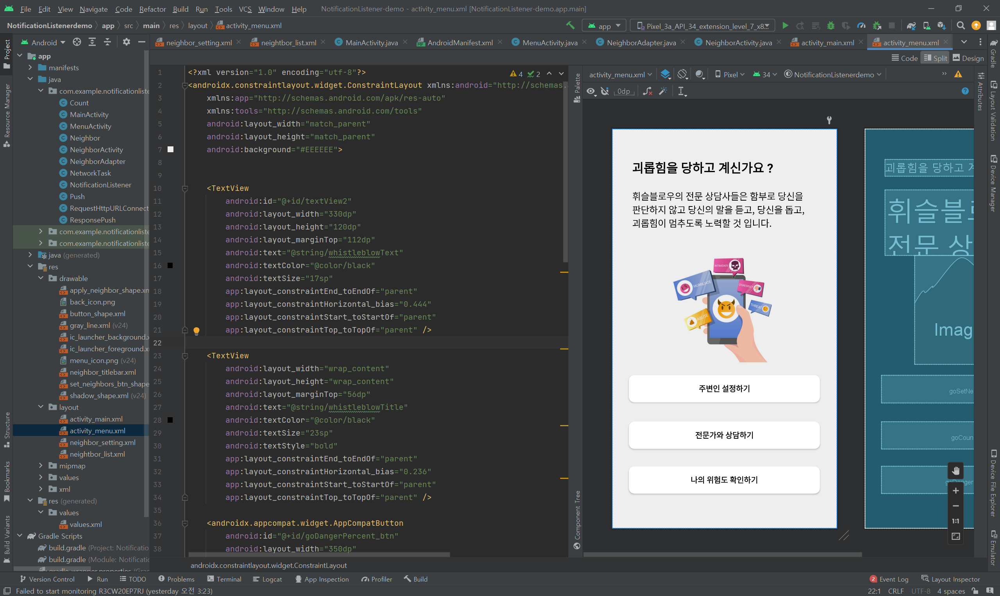 File Edit View Navigate Code Refactor Build Run Tools VCS Window Help NotificationListener-demo - activity_menu.xml [NotificationListener-demo.app.main]
NotificationListenerdemo app src main res layout activity_menu.xml
app Pixel_3a_API_34_extension_level_7_x8...
Android
neighbor_setting.xml neightbor_list.xml MainActivity.java AndroidManifest.xml MenuActivity.java NeighborAdapter.java NeighborActivity.java activity_main.xml activity_menu.xml
Code Split Design
Project
Resource Manager
Structure
Bookmarks
Build Variants
app
manifests
java
com.example.notificationliste
Count
MainActivity
MenuActivity
Neighbor
NeighborActivity
NeighborAdapter
NetworkTask
NotificationListener
Push
RequestHttpURLConnect
ResponsePush
com.example.notificationliste
com.example.notificationliste
java (generated)
res
drawable
apply_neighbor_shape.xm
back_icon.png
button_shape.xml
gray_line.xml (v24)
ic_launcher_background.x
ic_launcher_foreground.x
menu_icon.png (v24)
neighbor_titlebar.xml
set_neighbors_btn_shape
shadow_shape.xml (v24)
layout
activity_main.xml
activity_menu.xml
neighbor_setting.xml
neightbor_list.xml
mipmap
values
xml
res (generated)
values
values.xml
Gradle Scripts
build.gradle (Project: Notificatio
build.gradle (Module: Notificatic
gradle-wrapper.properties (Grad
4 2
1 <?xml version="1.0" encoding="utf-8"?>
2 <androidx.constraintlayout.widget.ConstraintLayout xmlns:android="http://schemas.
3 xmlns:app="http://schemas.android.com/apk/res-auto"
4 xmlns:tools="http://schemas.android.com/tools"
5 android:layout_width="match_parent"
6 android:layout_height="match_parent"
7 android:background="#EEEEEE">
8
9
10 <TextView
11 android:id="@+id/textView2"
12 android:layout_width="330dp"
13 android:layout_height="120dp"
14 android:layout_marginTop="112dp"
15 android:text="@string/whistleblowText"
16 android:textColor="@color/black"
17 android:textSize="17sp"
18 app:layout_constraintEnd_toEndOf="parent"
19 app:layout_constraintHorizontal_bias="0.444"
20 app:layout_constraintStart_toStartOf="parent"
21 app:layout_constraintTop_toTopOf="parent" />
22
23 <TextView
24 android:layout_width="wrap_content"
25 android:layout_height="wrap_content"
26 android:layout_marginTop="56dp"
27 android:text="@string/whistleblowTitle"
28 android:textColor="@color/black"
29 android:textSize="23sp"
30 android:textStyle="bold"
31 app:layout_constraintEnd_toEndOf="parent"
32 app:layout_constraintHorizontal_bias="0.236"
33 app:layout_constraintStart_toStartOf="parent"
34 app:layout_constraintTop_toTopOf="parent" />
35
36 <androidx.appcompat.widget.AppCompatButton
37 android:id="@+id/goDangerPercent_btn"
38 android:layout_width="350dp"
androidx.constraintlayout.widget.ConstraintLayout
Palette
Component Tree
activity_menu.xml Pixel 34 NotificationListenerdemo
0dp
괴롭힘을 당하고 계신가요 ?
휘슬블로우의 전문 상담사들은 함부로 당신을
판단하지 않고 당신의 말을 듣고, 당신을 돕고,
괴롭힘이 멈추도록 노력할 것 입니다.
INTIMIDATE
HUMILIATE
DISRESPECT
THREAT
ABUSE
주변인 설정하기
전문가와 상담하기
나의 위험도 확인하기
괴롭힘을 당하고 계
휘슬블로
전문 상
Imag
goSetNe
goCoun
goDanger
1:1
Attributes
Gradle
Layout Validation
Device Manager
Device File Explorer
Emulator
Version Control Run TODO Problems Terminal Logcat App Inspection Profiler Build 2 Event Log Layout Inspector
Failed to start monitoring R3CW20EP7RJ (yesterday 오전 3:23) 22:1 CRLF UTF-8 4 spaces